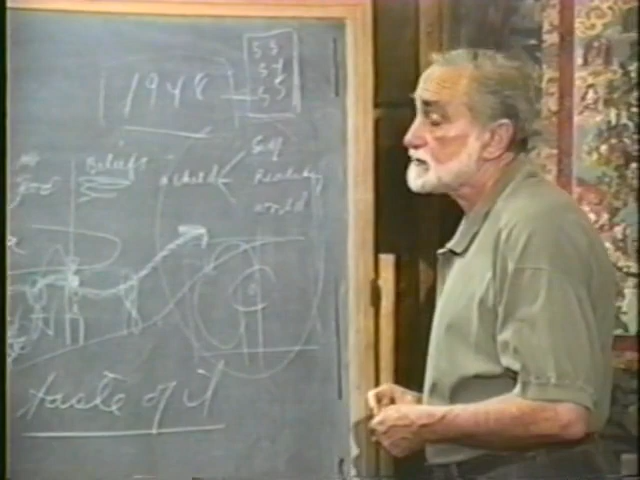 53
54
55
1948
Beliefs
Self
child
Reality
world
good
taste of it